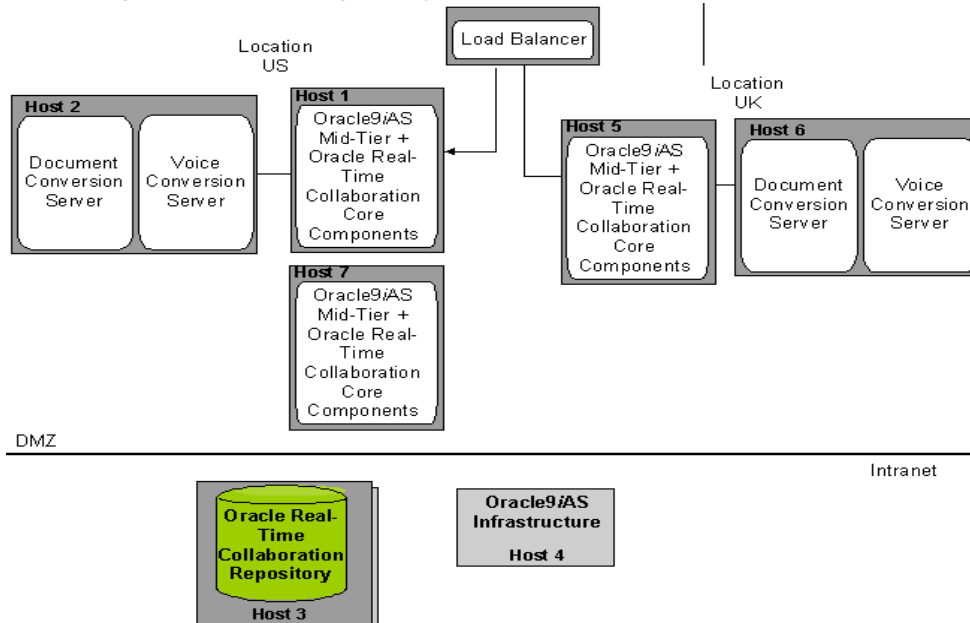 Load Balancer
Location
US
Location
UK
Host 2
Document
Conversion
Server
Voice
Conversion
Server
Host 1
Oracle9iAS
Mid-Tier +
Oracle Real-
Time
Collaboration
Core
Components
Host 5
Oracle9iAS
Mid-Tier +
Oracle Real-
Time
Collaboration
Core
Components
Host 6
Document
Conversion
Server
Voice
Conversion
Server
Host 7
Oracle9iAS
Mid-Tier +
Oracle Real-
Time
Collaboration
Core
Components
DMZ
Intranet
Oracle Real-
Time
Collaboration
Repository
Host 3
Oracle9iAS
Infrastructure
Host 4